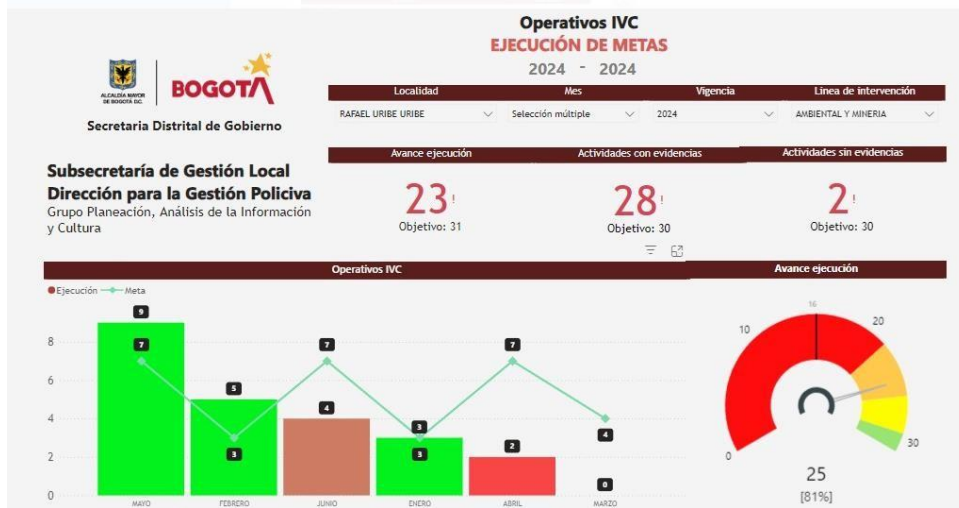 Operativos IVC
EJECUCIÓN DE METAS
2024 - 2024
ALCALDÍA MAYOR
DE BOGOTÁ D.C.
BOGOTÁ
Secretaria Distrital de Gobierno
Localidad Mes Vigencia Línea de intervención
RAFAEL URIBE URIBE Selección múltiple 2024 AMBIENTAL Y MINERIA
Subsecretaría de Gestión Local
Dirección para la Gestión Policiva
Grupo Planeación, Análisis de la Información
y Cultura
Avance ejecución Actividades con evidencias Actividades sin evidencias
23! 28! 2!
Objetivo: 31 Objetivo: 30 Objetivo: 30
Operativos IVC
Ejecución Meta
8
6
4
2
0
9
7
5
3
7
4
3
3
7
2
4
0
MAYO FEBRERO JUNIO ENERO ABRIL MARZO
Avance ejecución
0
10
16
20
30
25
[81%]